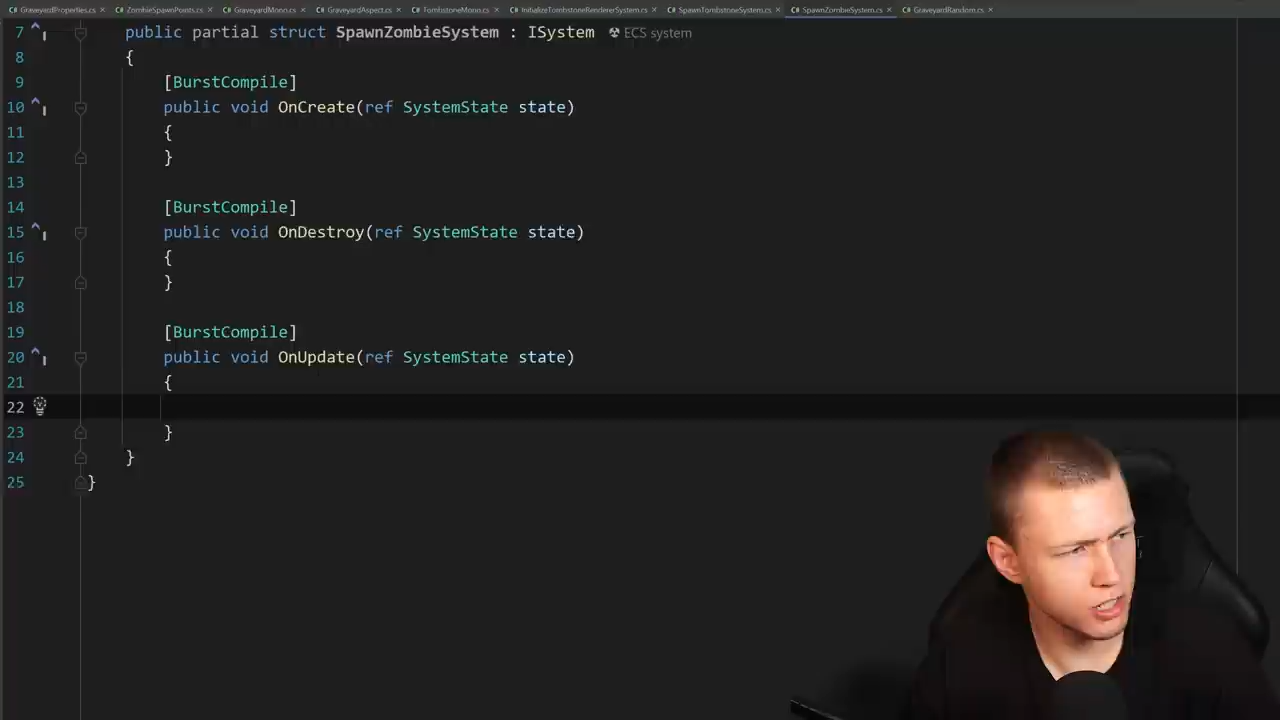 GraveyardProperties.cs ZombieSpawnPoints.cs GraveyardMono.cs GraveyardAspect.cs TombstoneMono.cs InitializeTombstoneRendererSystem.cs SpawnTombstoneSystem.cs SpawnZombieSystem.cs GraveyardRandom.cs
7 public partial struct SpawnZombieSystem : ISystem ECS system
8 {
9 [BurstCompile]
10 public void OnCreate(ref SystemState state)
11 {
12 }
13
14 [BurstCompile]
15 public void OnDestroy(ref SystemState state)
16 {
17 }
18
19 [BurstCompile]
20 public void OnUpdate(ref SystemState state)
21 {
22
23 }
24 }
25 }